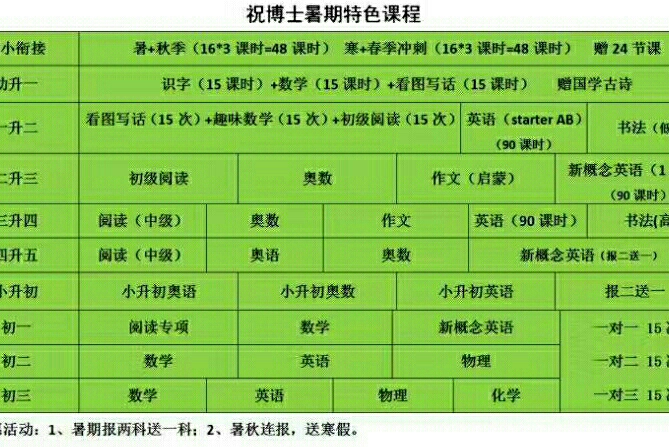 祝博士暑期特色课程
小衔接 暑+秋季（16*3 课时=48 课时） 寒+春季冲刺（16*3 课时=48 课时） 赠 24 节课
幼升一 识字（15 课时）+数学（15 课时）+看图写话（15 课时） 赠国学古诗
一升二 看图写话（15 次）+趣味数学（15 次）+初级阅读（15 次） 英语（starter AB）（90 课时） 书法
二升三 初级阅读 奥数 作文（启蒙） 新概念英语（1 （90 课时）
三升四 阅读（中级） 奥数 作文 英语（90 课时） 书法(高
四升五 阅读（中级） 奥语 奥数 新概念英语（报二送一）
小升初 小升初奥语 小升初奥数 小升初英语 报二送一
初一 阅读专项 数学 新概念英语 一对一 15
初二 数学 英语 物理 一对二 15
初三 数学 英语 物理 化学 一对三 15
活动：1、暑期报两科送一科；2、暑秋连报，送寒假。